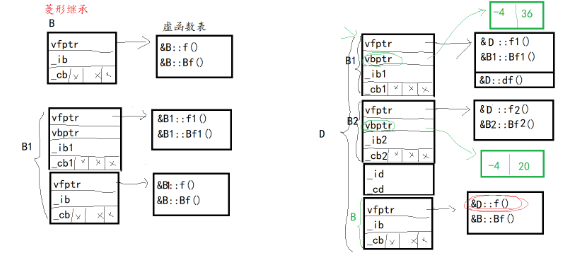 菱形继承
B
虚函数表
vfptr
_ib
_cb
&B::f()
&B::Bf()
B1
vfptr
vbptr
_ib1
_cb1
&B1::f1()
&B1::Bf1()
vfptr
_ib
_cb
&B1::f()
&B::Bf()
D
B1
vfptr
vbptr
_ib1
_cb1
-4 36
&D ::f1()
&B1::Bf1()
&D::df()
B2
vfptr
vbptr
_ib2
_cb2
&D ::f2()
&B2::Bf2()
-4 20
_id
_cd
B
vfptr
_ib
_cb
&D::f()
&B::Bf()